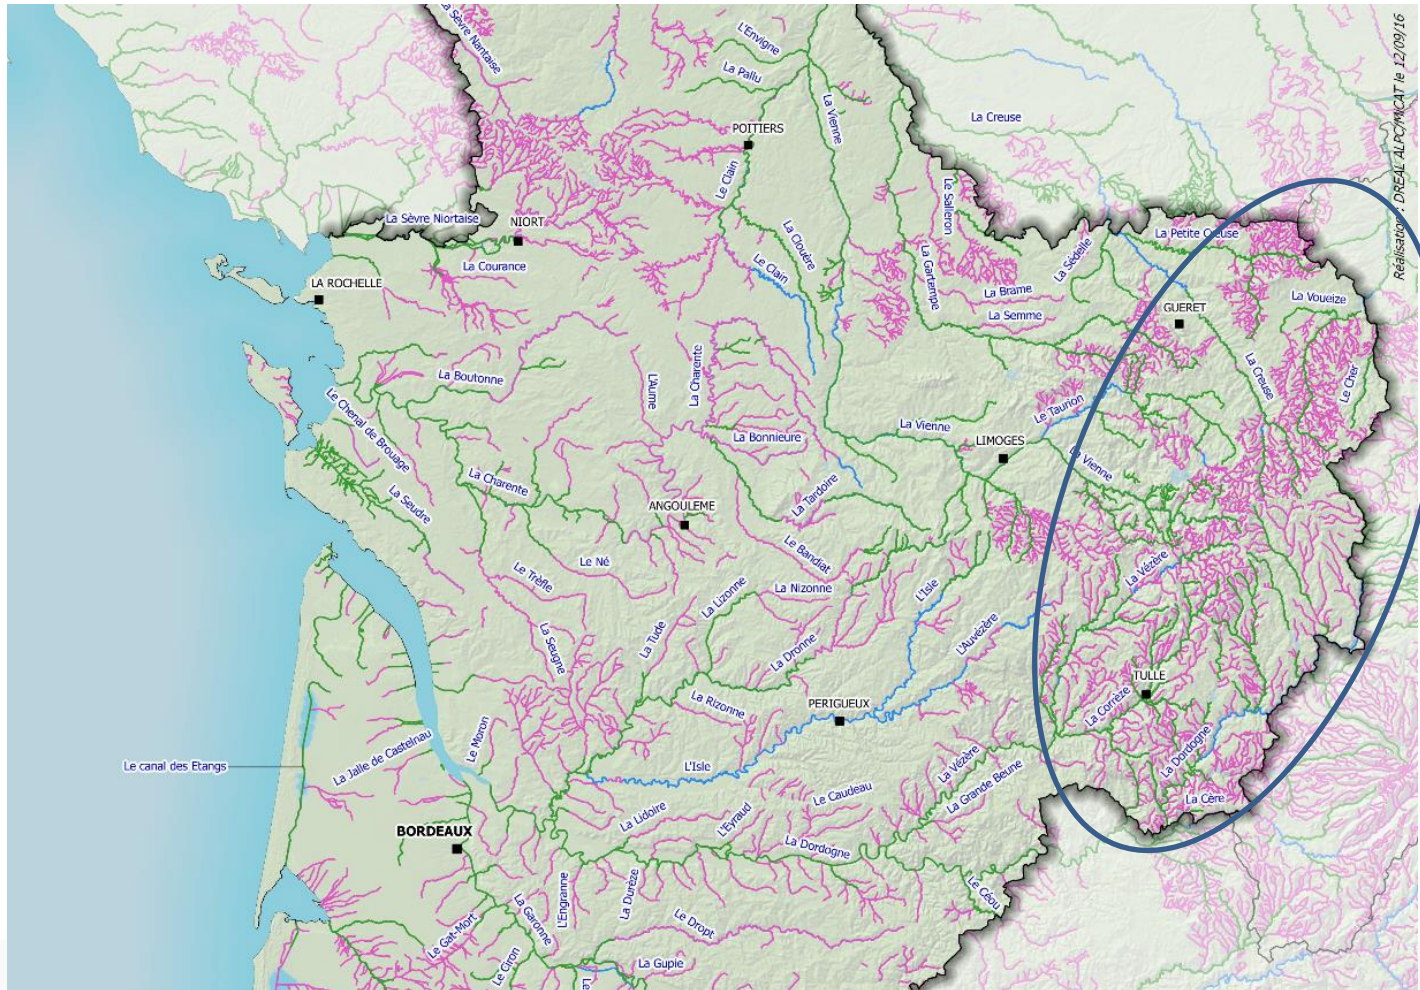 La Sèvre Nantaise
L'Envigne
La Pallu
La Vienne
La Creuse
Réalisation : DREAL ALPC/MICAT le 12/09/16
POITIERS
Le Clain
Le Salleron
La Sèvre Niortaise
NIORT
La Clouère
La Gartempe
La Sédelle
La Petite Creuse
La Courance
Le Clain
LA ROCHELLE
La Brame
La Semme
GUERET
La Voueize
La Boutonne
L'Aume
La Charente
La Creuse
Le Cher
Le Chenal de Brouage
Le Taurion
La Vienne
La Bonnieure
LIMOGES
La Vienne
La Charente
La Seudre
La Tardoire
ANGOULEME
Le Bandiat
Le Né
Le Trèfle
La Vézère
La Lizonne
La Nizonne
L'Isle
La Seugne
La Tude
L'Auvézère
La Dronne
TULLE
La Rizonne
PERIGUEUX
La Corrèze
Le Moron
La Jalle de Castelnau
La Dordogne
Le canal des Etangs
L'Isle
La Vézère
La Grande Beune
Le Caudeau
La Cère
La Lidoire
L'Eyraud
BORDEAUX
La Dordogne
L'Engranne
La Durèze
Le Céou
La Garonne
Le Dropt
Le Gat-Mort
Le Ciron
La Gupie